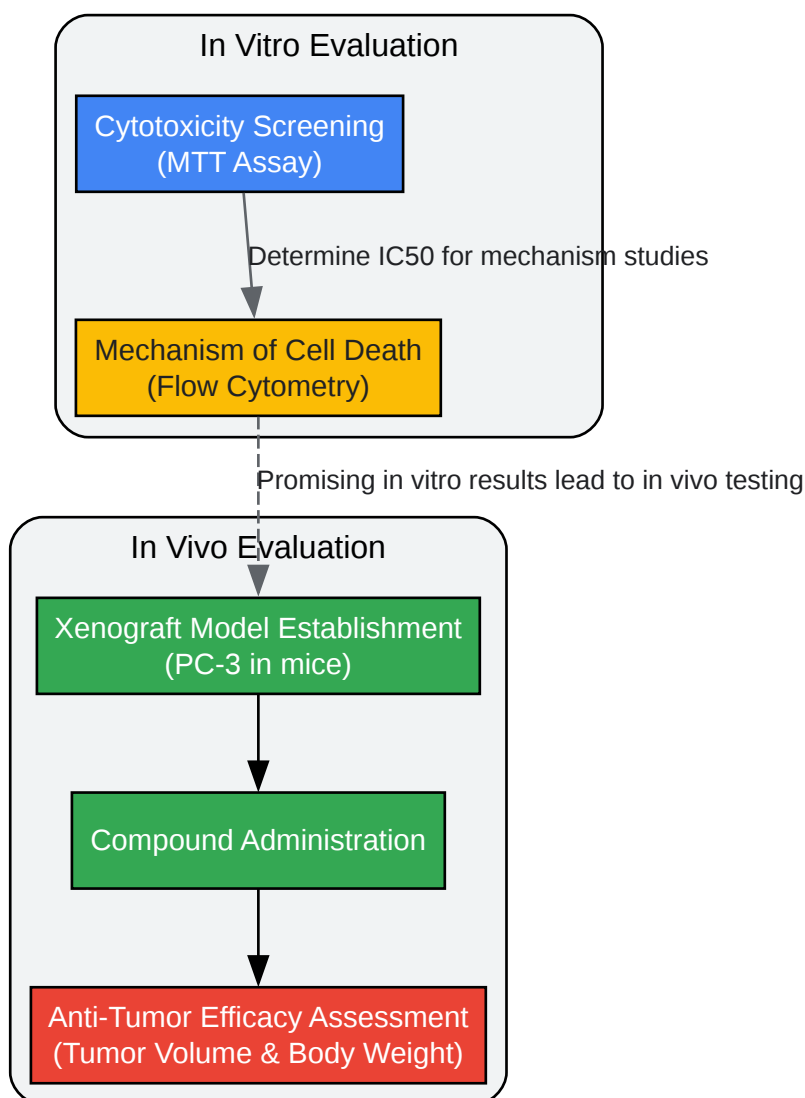 In Vitro Evaluation
Cytotoxicity Screening
(MTT Assay)
Determine IC50 for mechanism studies
Mechanism of Cell Death
(Flow Cytometry)
Promising in vitro results lead to in vivo testing
In Vivo Evaluation
Xenograft Model Establishment
(PC-3 in mice)
Compound Administration
Anti-Tumor Efficacy Assessment
(Tumor Volume & Body Weight)